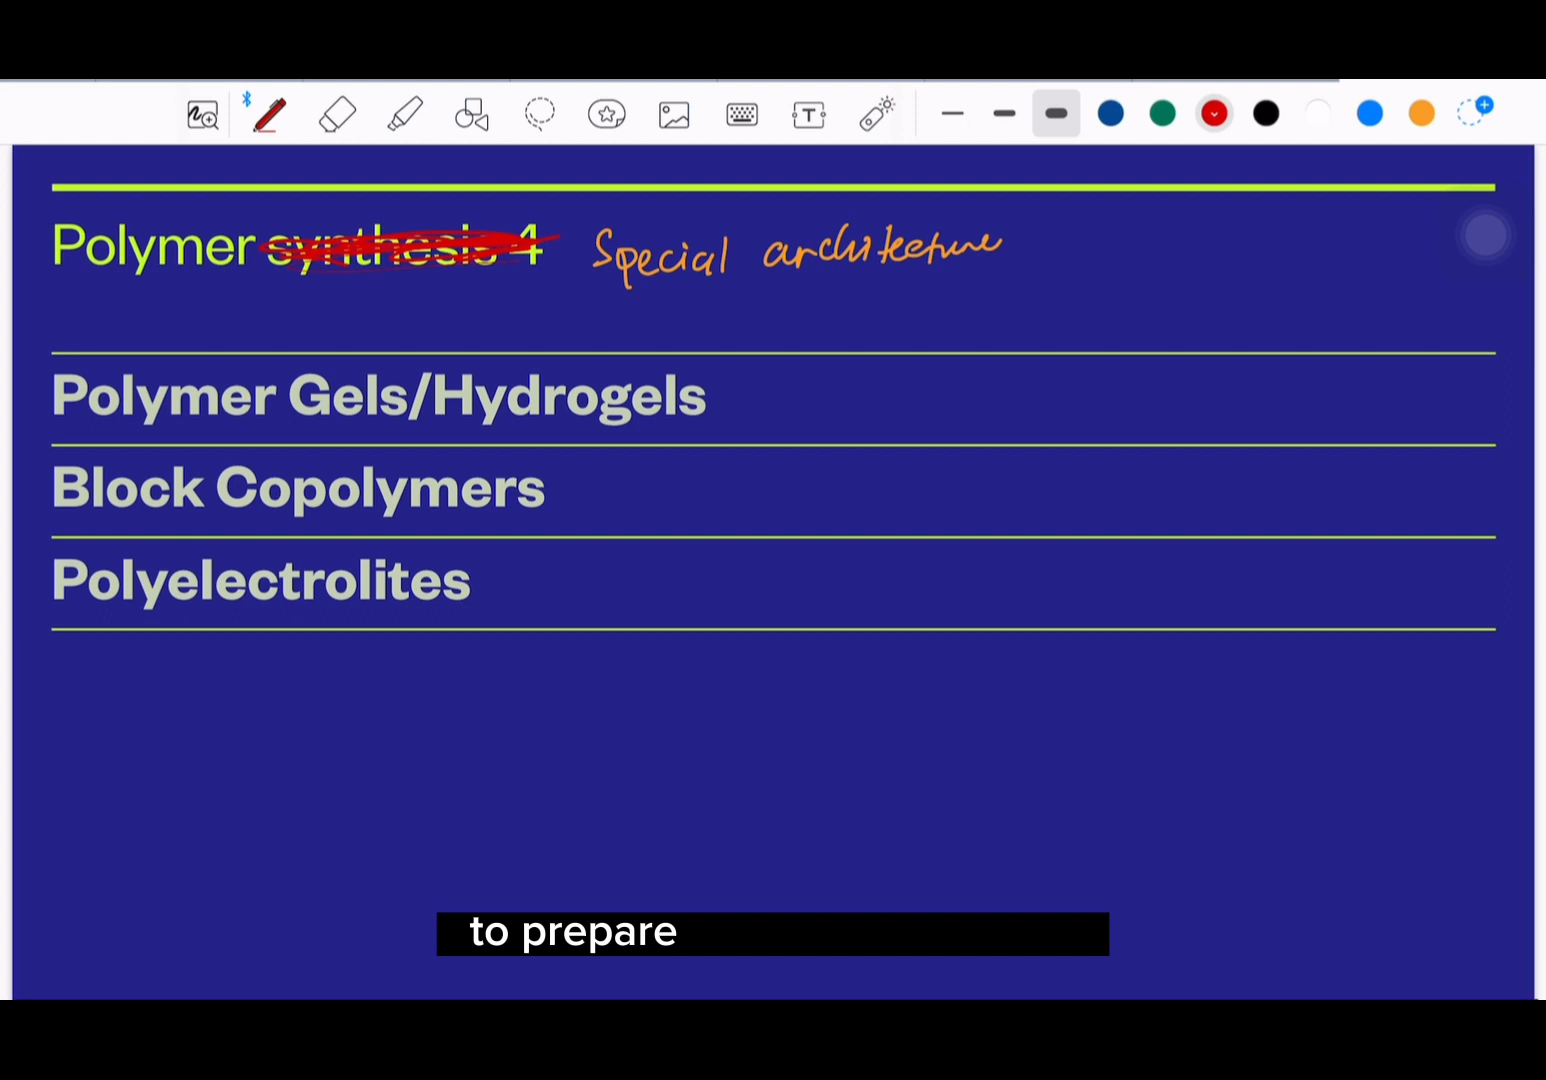 Polymer synthesis 4 Special architecture
Polymer Gels/Hydrogels
Block Copolymers
Polyelectrolites
to prepare